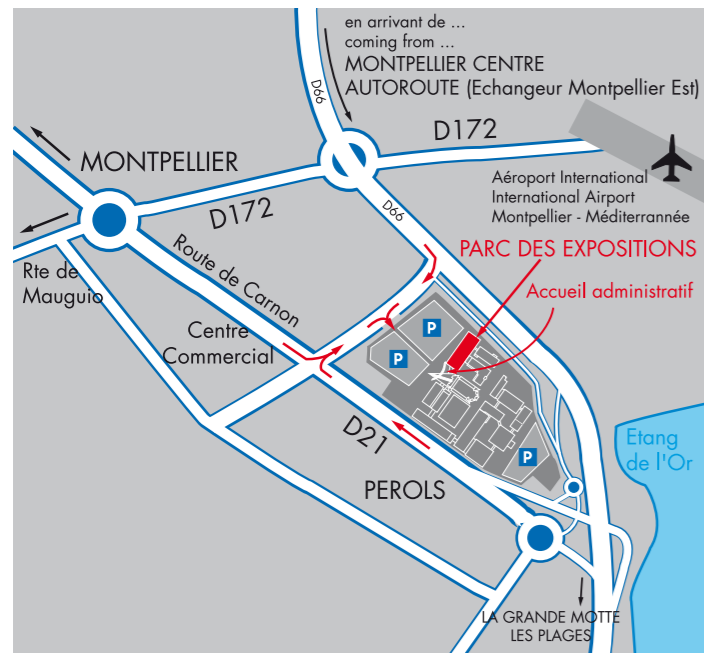 en arrivant de ...
coming from ...
MONTPELLIER CENTRE
AUTOROUTE (Echangeur Montpellier Est)
D66
D172
MONTPELLIER
Aéroport International
International Airport
Montpellier - Méditerrannée
D172
D66
PARC DES EXPOSITIONS
Rte de
Mauguio
Route de Carnon
Accueil administratif
Centre
Commercial
P
P
D21
P
Etang
de l'Or
PEROLS
LA GRANDE MOTTE
LES PLAGES